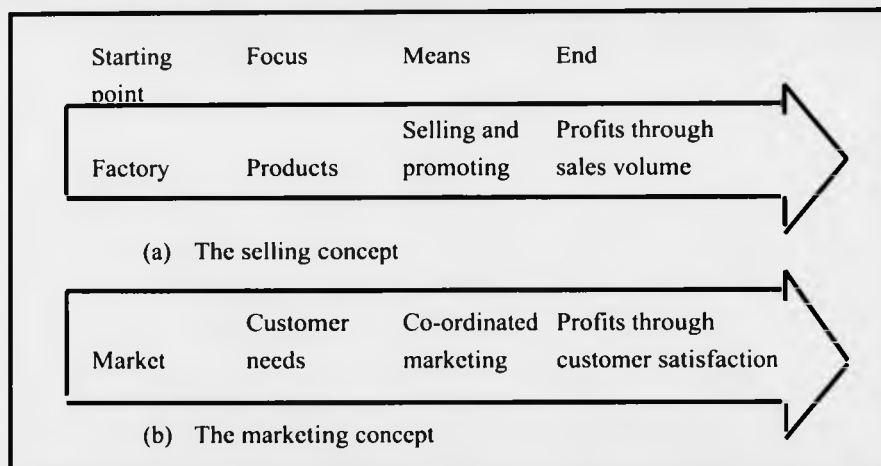 Starting point Focus Means End
Factory Products Selling and promoting Profits through sales volume
(a) The selling concept
Market Customer needs Co-ordinated marketing Profits through customer satisfaction
(b) The marketing concept